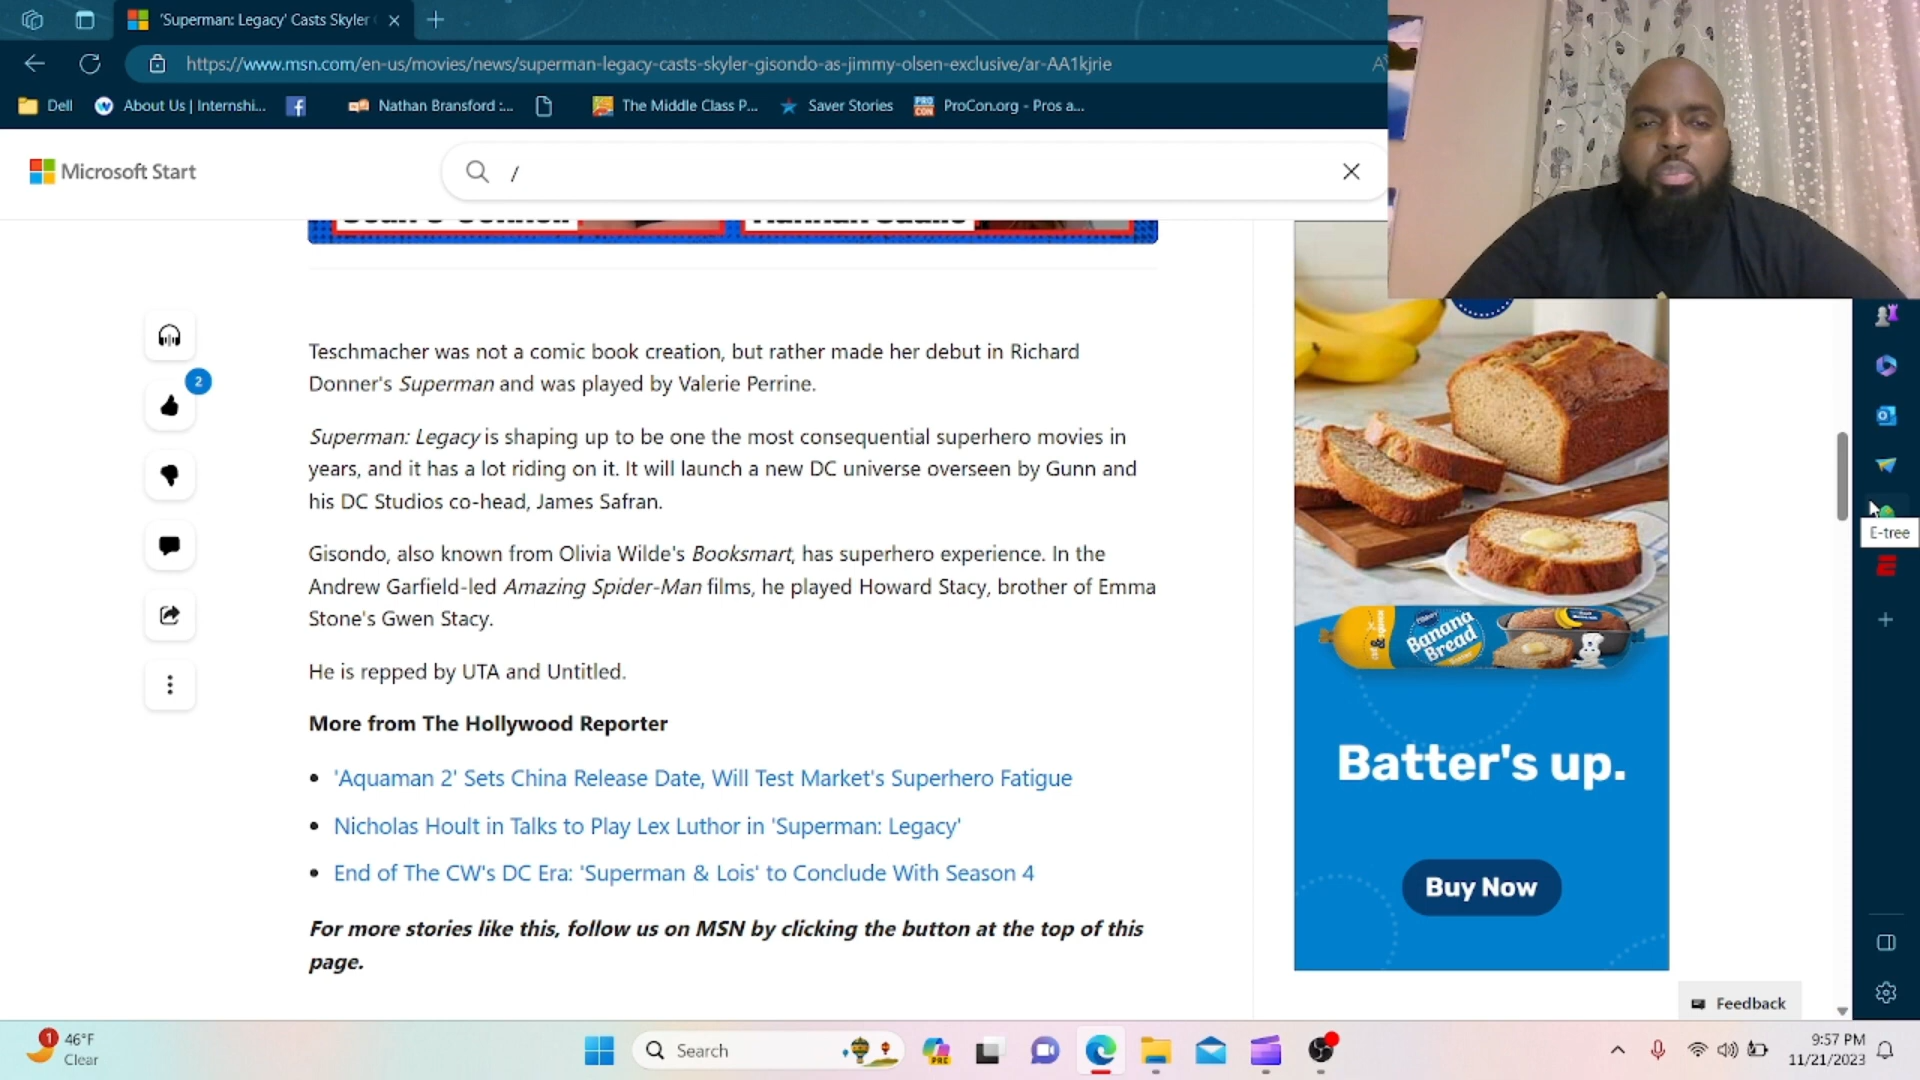 'Superman: Legacy' Casts Skyler
https://www.msn.com/en-us/movies/news/superman-legacy-casts-skyler-gisondo-as-jimmy-olsen-exclusive/ar-AA1kjrie
Dell
About Us | Internshi...
Nathan Bransford :...
The Middle Class P...
Saver Stories
PRO CON
ProCon.org - Pros a...
Microsoft Start
/
Teschmacher was not a comic book creation, but rather made her debut in Richard
Donner's Superman and was played by Valerie Perrine.
Superman: Legacy is shaping up to be one the most consequential superhero movies in
years, and it has a lot riding on it. It will launch a new DC universe overseen by Gunn and
his DC Studios co-head, James Safran.
Gisondo, also known from Olivia Wilde's Booksmart, has superhero experience. In the
Andrew Garfield-led Amazing Spider-Man films, he played Howard Stacy, brother of Emma
Stone's Gwen Stacy.
He is repped by UTA and Untitled.
More from The Hollywood Reporter
'Aquaman 2' Sets China Release Date, Will Test Market's Superhero Fatigue
Nicholas Hoult in Talks to Play Lex Luthor in 'Superman: Legacy'
End of The CW's DC Era: 'Superman & Lois' to Conclude With Season 4
For more stories like this, follow us on MSN by clicking the button at the top of this
page.
2
Banana
Bread
Batter's up.
Buy Now
E-tree
Feedback
1
46°F
Clear
Search
PRE
9:57 PM
11/21/2023